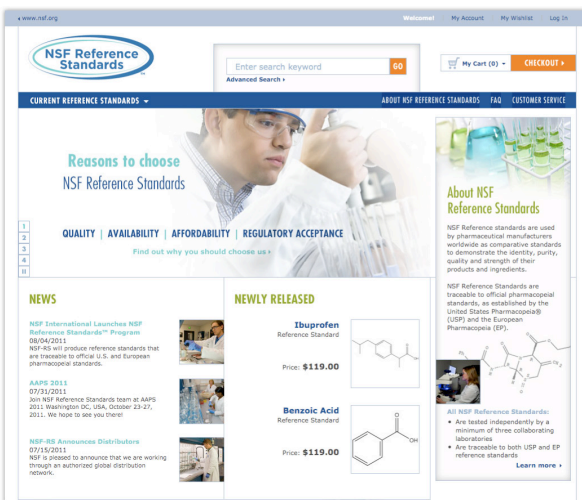 www.nsf.org
Welcome! My Account My Wishlist Log In
NSF Reference
Standards
Enter search keyword GO
Advanced Search
My Cart (0) CHECKOUT
CURRENT REFERENCE STANDARDS
ABOUT NSF REFERENCE STANDARDS FAQ CUSTOMER SERVICE
Reasons to choose
NSF Reference Standards
1
2
3
4
II
QUALITY | AVAILABILITY | AFFORDABILITY | REGULATORY ACCEPTANCE
Find out why you should choose us
NEWS
NSF International Launches NSF
Reference Standards™ Program
08/04/2011
NSF-RS will produce reference standards that
are traceable to official U.S. and European
pharmacopeial standards.
AAPS 2011
07/31/2011
Join NSF Reference Standards team at AAPS
2011 Washington DC, USA, October 23-27,
2011. We hope to see you there!
NSF-RS Announces Distributors
07/15/2011
NSF is pleased to announce that we are working
through an authorized global distribution
network.
NEWLY RELEASED
Ibuprofen
Reference Standard
Price: $119.00
Benzoic Acid
Reference Standard
Price: $119.00
O
OH
About NSF
Reference Standards
NSF Reference standards are used
by pharmaceutical manufacturers
worldwide as comparative standards
to demonstrate the identity, purity,
quality and strength of their
products and ingredients.
NSF Reference Standards are
traceable to official pharmacopeial
standards, as established by the
United States Pharmacopeia®
(USP) and the European
Pharmacopeia (EP).
All NSF Reference Standards:
• Are tested independently by a
minimum of three collaborating
laboratories
• Are traceable to both USP and EP
reference standards
Learn more